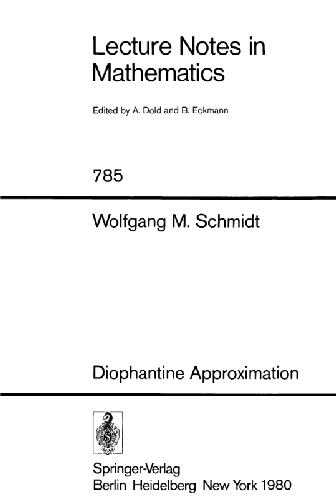 Lecture Notes in
Mathematics
Edited by A. Dold and B. Eckmann
785
Wolfgang M. Schmidt
Diophantine Approximation
Springer-Verlag
Berlin Heidelberg New York 1980